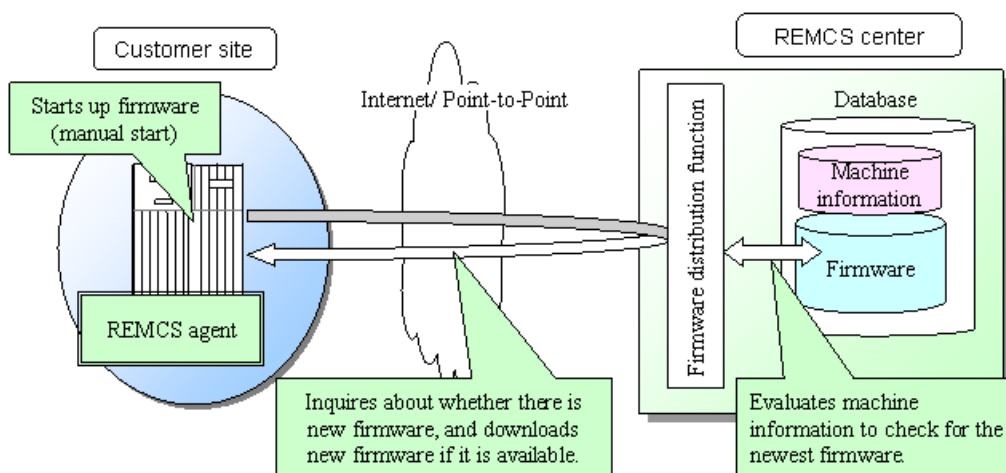 Customer site
REMCS center
Starts up firmware
(manual start)
Internet/ Point-to-Point
Database
Machine
information
Firmware
Firmware distribution function
REMCS agent
Inquires about whether there is
new firmware, and downloads
new firmware if it is available.
Evaluates machine
information to check for the
newest firmware.